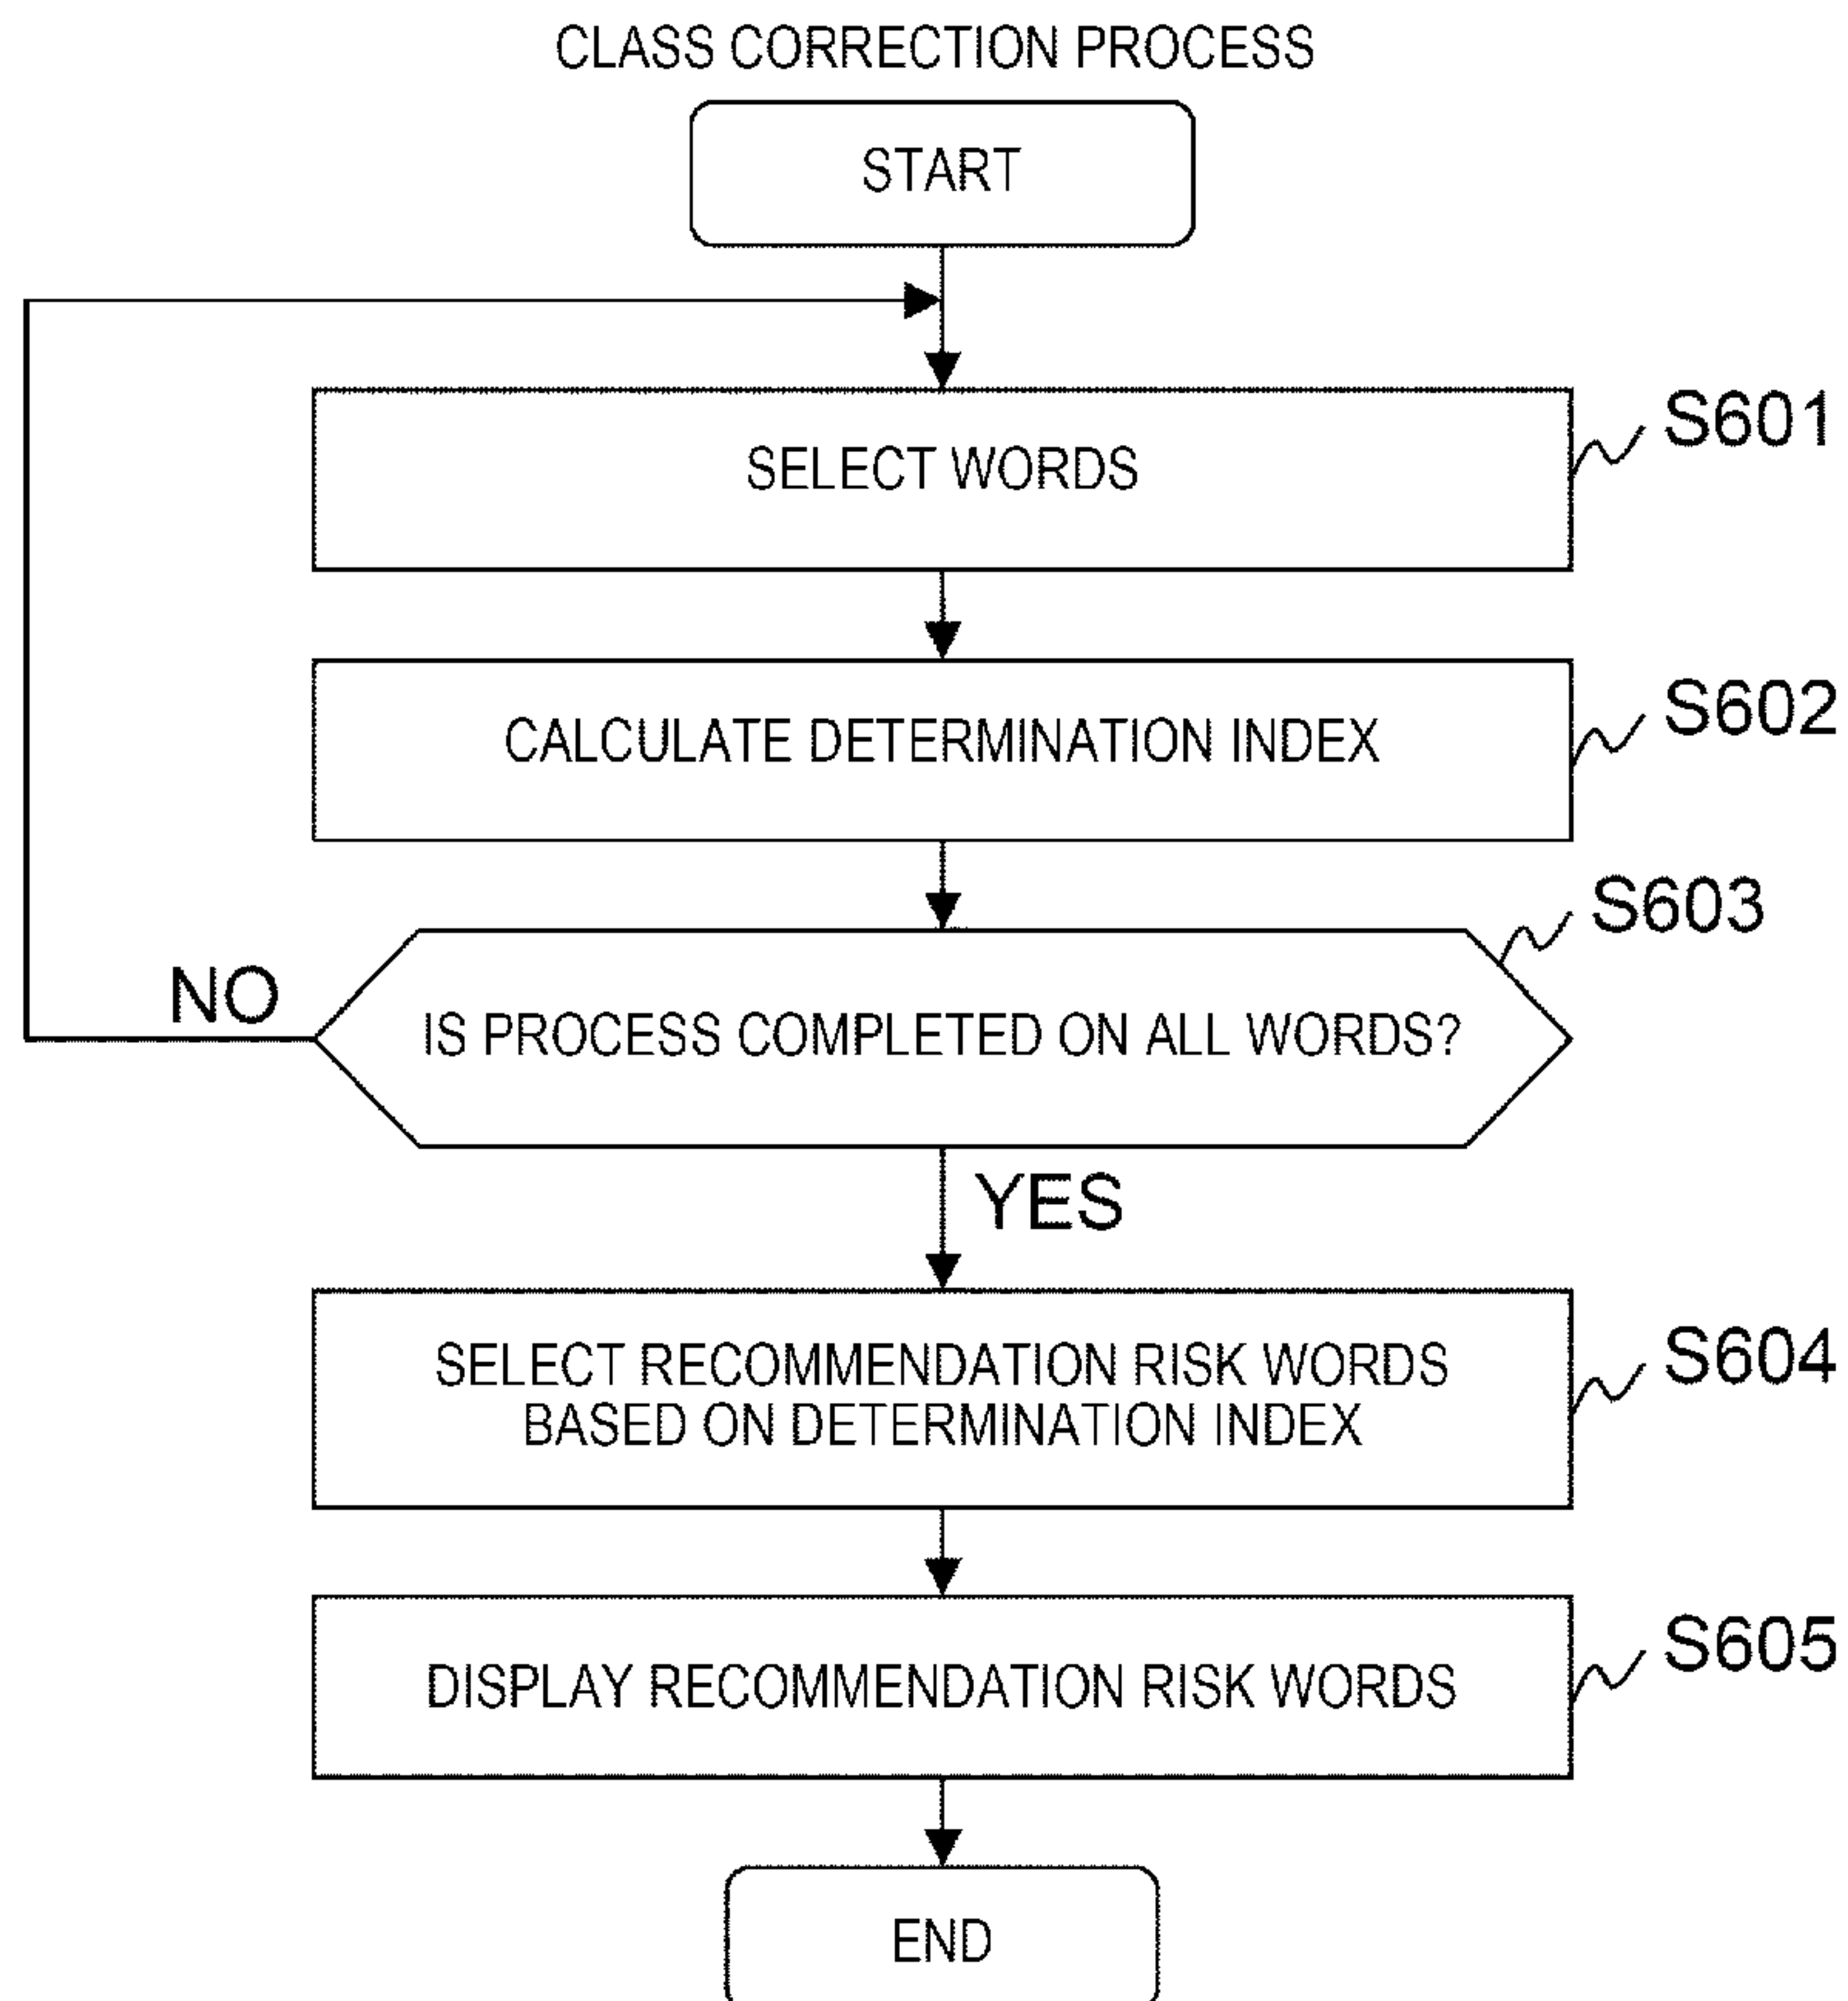 CLASS CORRECTION PROCESS
START
SELECT WORDS
S601
CALCULATE DETERMINATION INDEX
S602
S603
NO
IS PROCESS COMPLETED ON ALL WORDS?
YES
SELECT RECOMMENDATION RISK WORDS
BASED ON DETERMINATION INDEX
S604
DISPLAY RECOMMENDATION RISK WORDS
S605
END